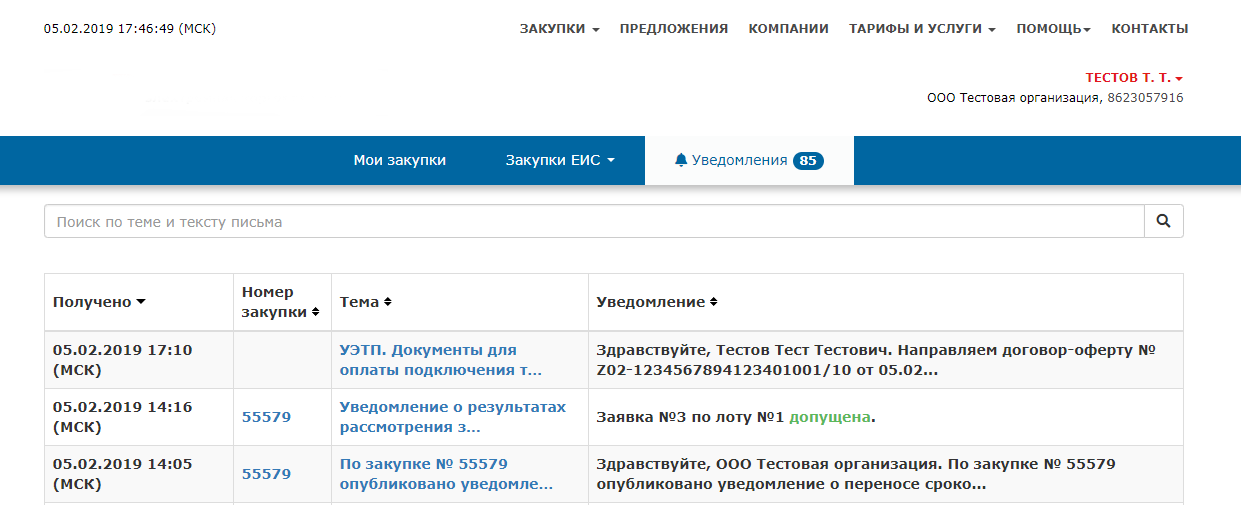 05.02.2019 17:46:49 (МСК)
ЗАКУПКИ ПРЕДЛОЖЕНИЯ КОМПАНИИ ТАРИФЫ И УСЛУГИ ПОМОЩЬ КОНТАКТЫ
ТЕСТОВ Т. Т.
ООО Тестовая организация, 8623057916
Мои закупки Закупки ЕИС Уведомления 85
Поиск по теме и тексту письма
Получено
Номер
закупки
Тема
Уведомление
05.02.2019 17:10
(МСК)
УЭТП. Документы для
оплаты подключения т...
Здравствуйте, Тестов Тест Тестович. Направляем договор-оферту №
Z02-1234567894123401001/10 от 05.02...
05.02.2019 14:16
(МСК)
55579
Уведомление о результатах
рассмотрения з...
Заявка №3 по лоту №1 допущена.
05.02.2019 14:05
(МСК)
55579
По закупке № 55579
опубликовано уведомле...
Здравствуйте, ООО Тестовая организация. По закупке № 55579
опубликовано уведомление о переносе сроко...